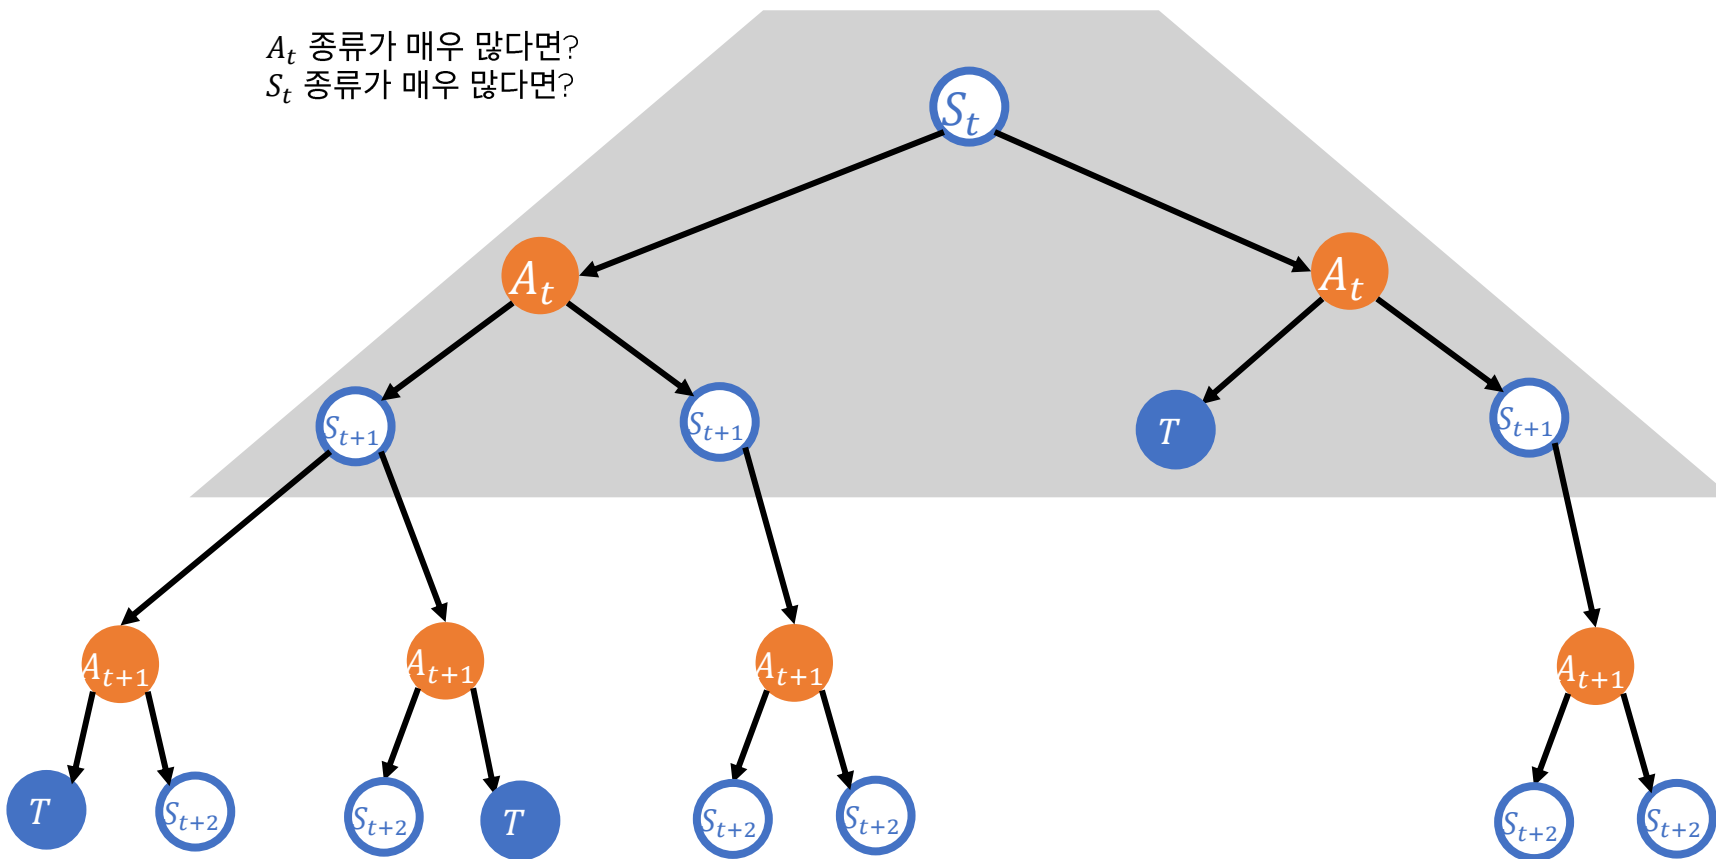 A_t 종류가 매우 많다면?
S_t 종류가 매우 많다면?
S_t
A_t
A_t
S_{t+1}
S_{t+1}
T
S_{t+1}
A_{t+1}
A_{t+1}
A_{t+1}
A_{t+1}
T
S_{t+2}
S_{t+2}
T
S_{t+2}
S_{t+2}
S_{t+2}
S_{t+2}